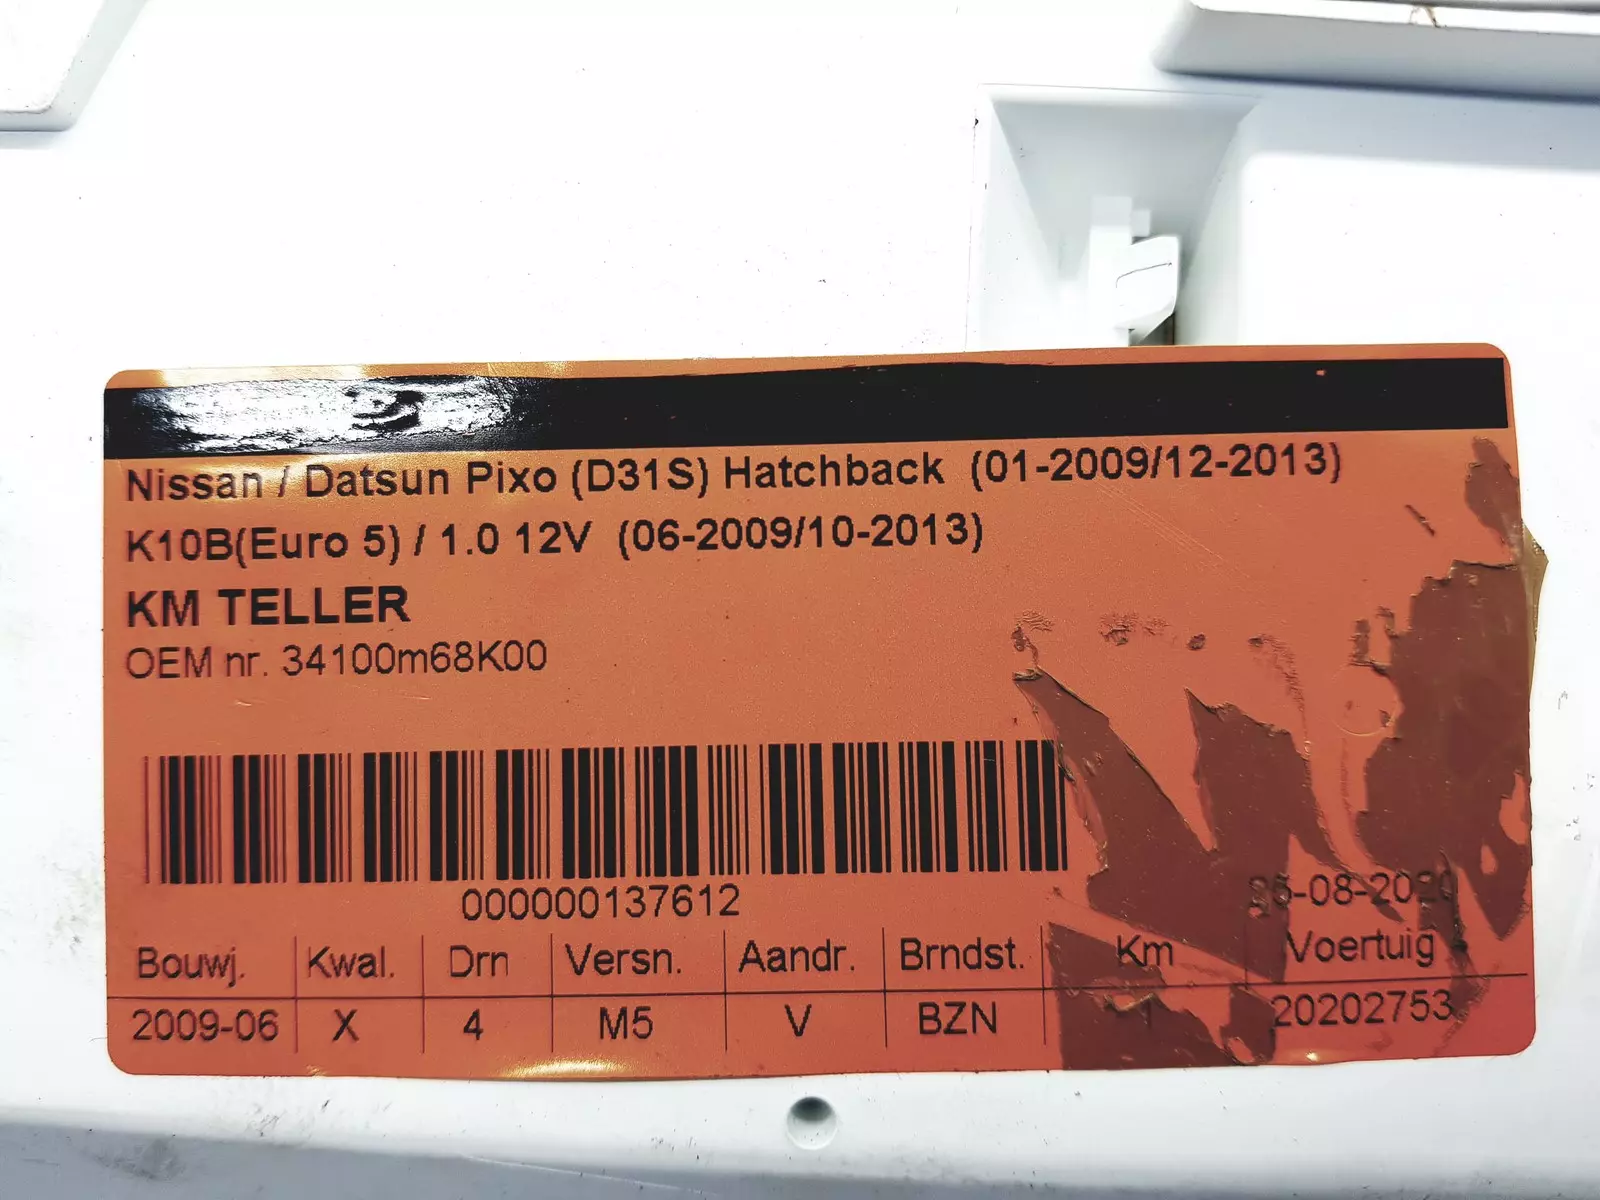 Nissan / Datsun Pixo (D31S) Hatchback (01-2009/12-2013)
K10B(Euro 5) / 1.0 12V (06-2009/10-2013)
KM TELLER
OEM nr. 34100m68K00
000000137612
Bouwj. Kwal. Drn Versn. Aandr. Brndst. Km Voertuig
2009-06 X 4 M5 V BZN 20202753